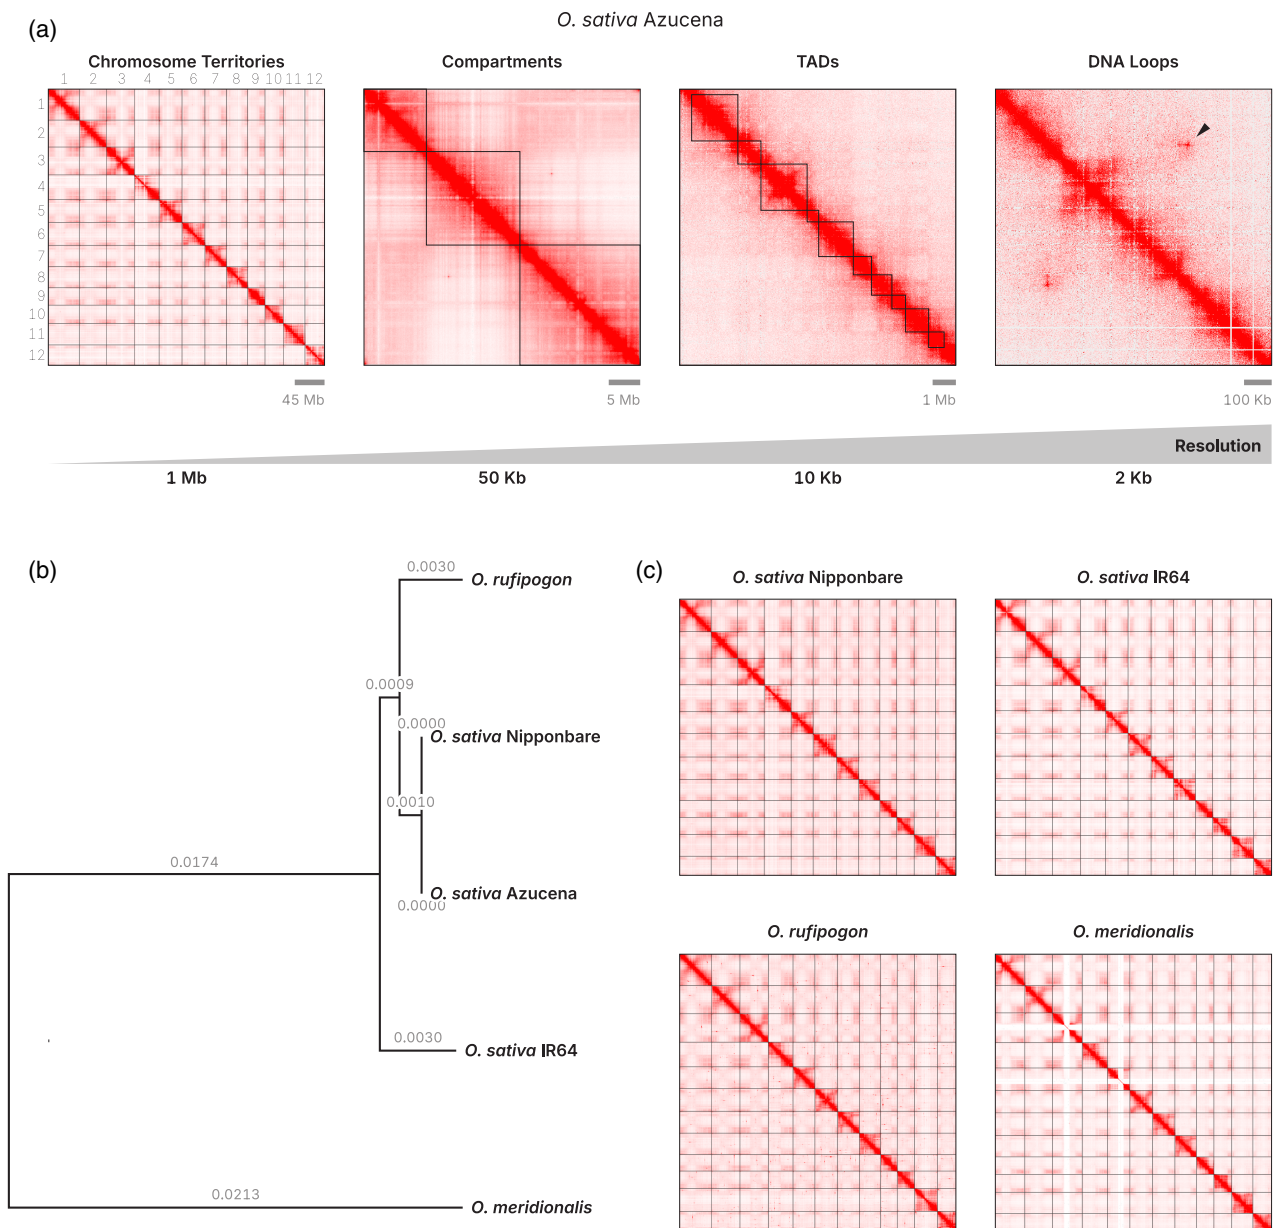 (a)
O. sativa Azucena
Chromosome Territories
Compartments
TADs
DNA Loops
1 2 3 4 5 6 7 8 9 10 11 12
1
2
3
4
5
6
7
8
9
10
11
12
45 Mb
5 Mb
1 Mb
100 Kb
Resolution
1 Mb
50 Kb
10 Kb
2 Kb
(b)
0.0030
O. rufipogon
0.0009
0.0000
O. sativa Nipponbare
0.0010
0.0174
O. sativa Azucena
0.0000
0.0030
O. sativa IR64
0.0213
O. meridionalis
(c)
O. sativa Nipponbare
O. sativa IR64
O. rufipogon
O. meridionalis